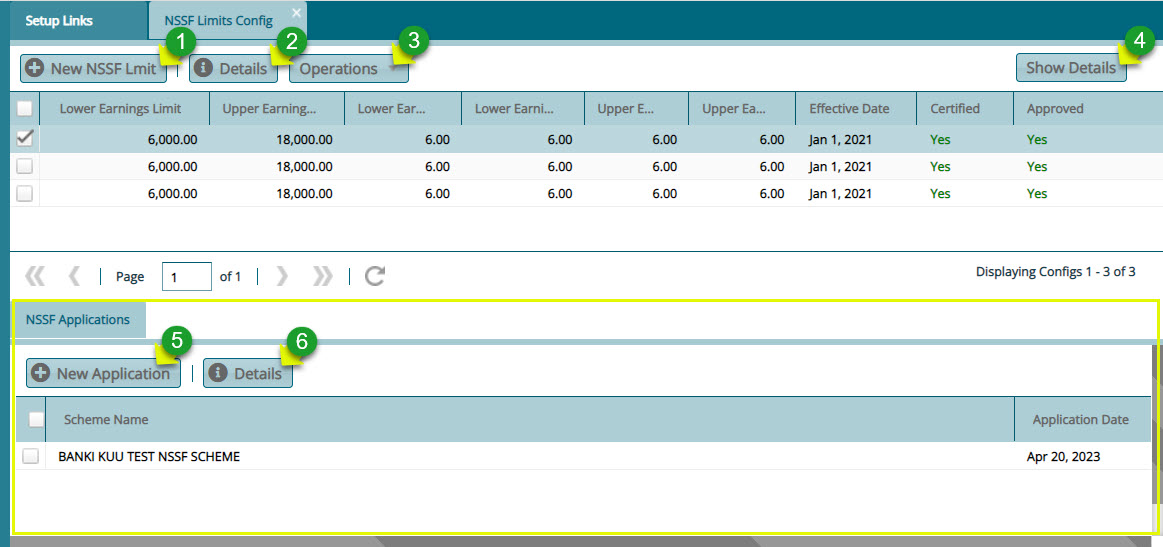 Setup Links NSSF Limits Config ×
1 2 3 4
New NSSF Lmit Details Operations Show Details
Lower Earnings Limit Upper Earning... Lower Ear... Lower Earni... Upper E... Upper Ea... Effective Date Certified Approved
6,000.00 18,000.00 6.00 6.00 6.00 6.00 Jan 1, 2021 Yes Yes
6,000.00 18,000.00 6.00 6.00 6.00 6.00 Jan 1, 2021 Yes Yes
6,000.00 18,000.00 6.00 6.00 6.00 6.00 Jan 1, 2021 Yes Yes
Page 1 of 1 Displaying Configs 1 - 3 of 3
NSSF Applications
5 6
New Application Details
Scheme Name Application Date
BANKI KUU TEST NSSF SCHEME Apr 20, 2023